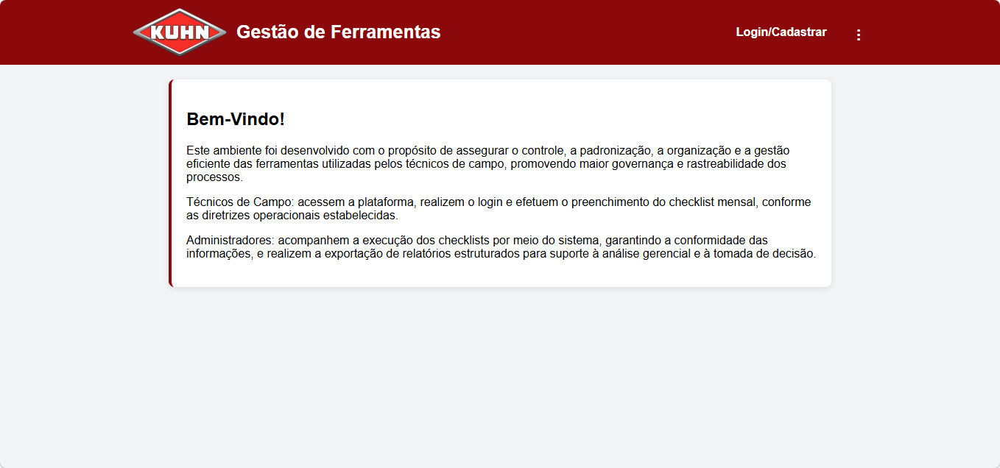 KUHN
Gestão de Ferramentas
Login/Cadastrar
Bem-Vindo!
Este ambiente foi desenvolvido com o propósito de assegurar o controle, a padronização, a organização e a gestão
eficiente das ferramentas utilizadas pelos técnicos de campo, promovendo maior governança e rastreabilidade dos
processos.
Técnicos de Campo: acessem a plataforma, realizem o login e efetuem o preenchimento do checklist mensal, conforme
as diretrizes operacionais estabelecidas.
Administradores: acompanhem a execução dos checklists por meio do sistema, garantindo a conformidade das
informações, e realizem a exportação de relatórios estruturados para suporte à análise gerencial e à tomada de decisão.